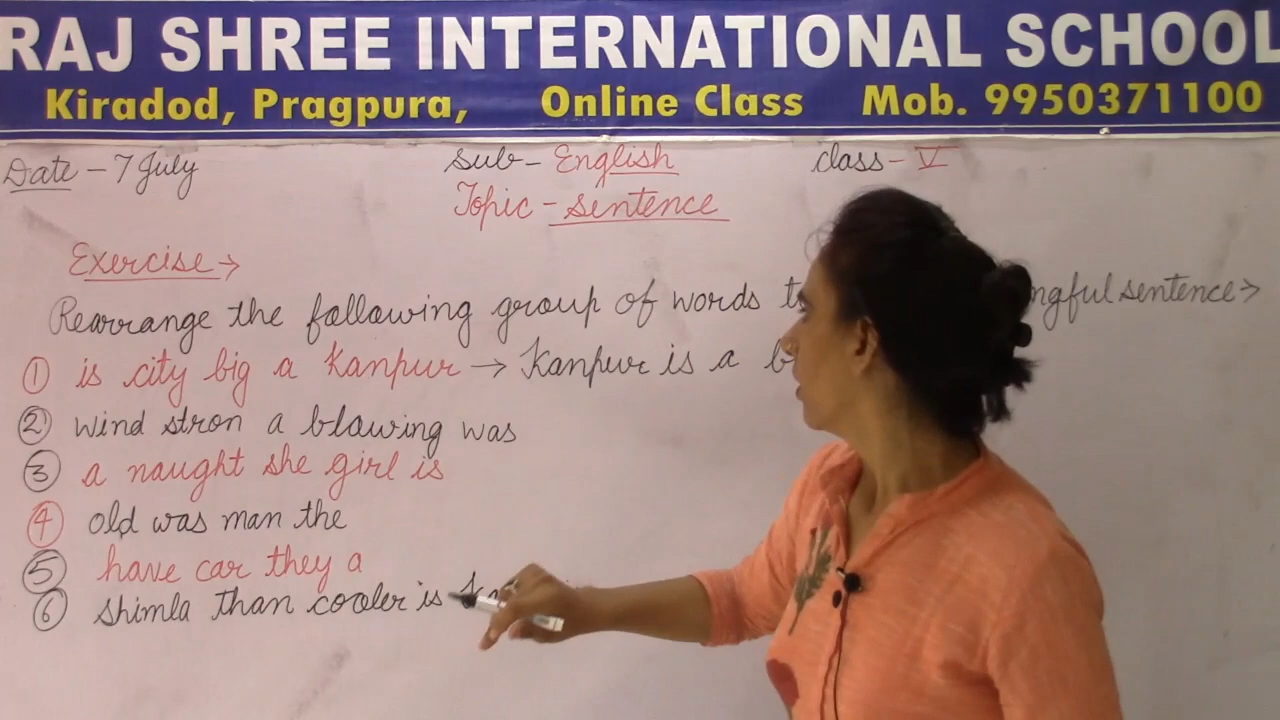 RAJ SHREE INTERNATIONAL SCHOOL
Kiradod, Pragpura, Online Class Mob. 9950371100
Date - 7 July Sub- English class- V
Topic - sentence
Exercise →
Rearrange the following group of words ngful sentence →
① is city big a Kanpur → Kanpur is a b
② wind stron a blowing was
③ a naught she girl is
④ old was man the
⑤ have car they a
⑥ shimla than cooler is